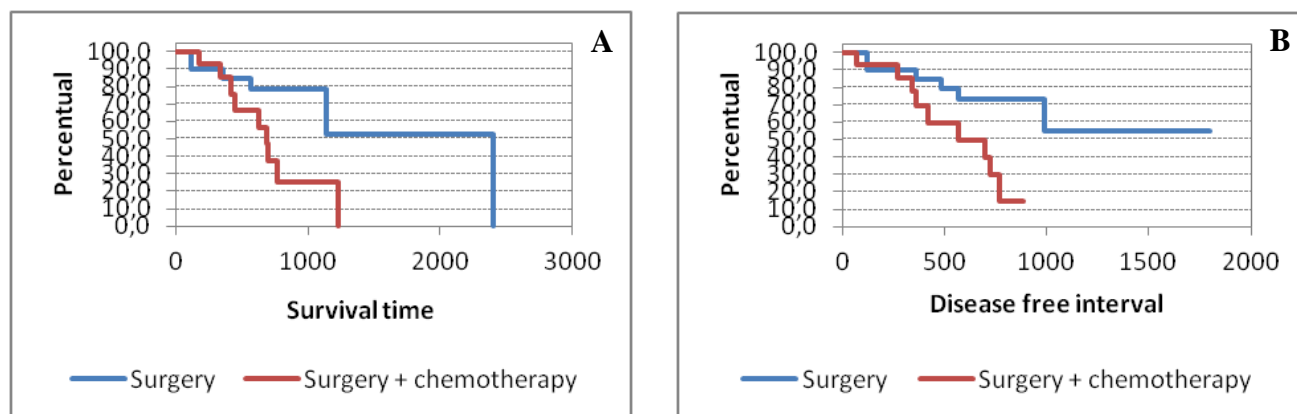 A
Percentual
100,0
90,0
80,0
70,0
60,0
50,0
40,0
30,0
20,0
10,0
0,0
0 1000 2000 3000
Survival time
Surgery Surgery + chemotherapy
B
Percentual
100,0
90,0
80,0
70,0
60,0
50,0
40,0
30,0
20,0
10,0
0,0
0 500 1000 1500 2000
Disease free interval
Surgery Surgery + chemotherapy